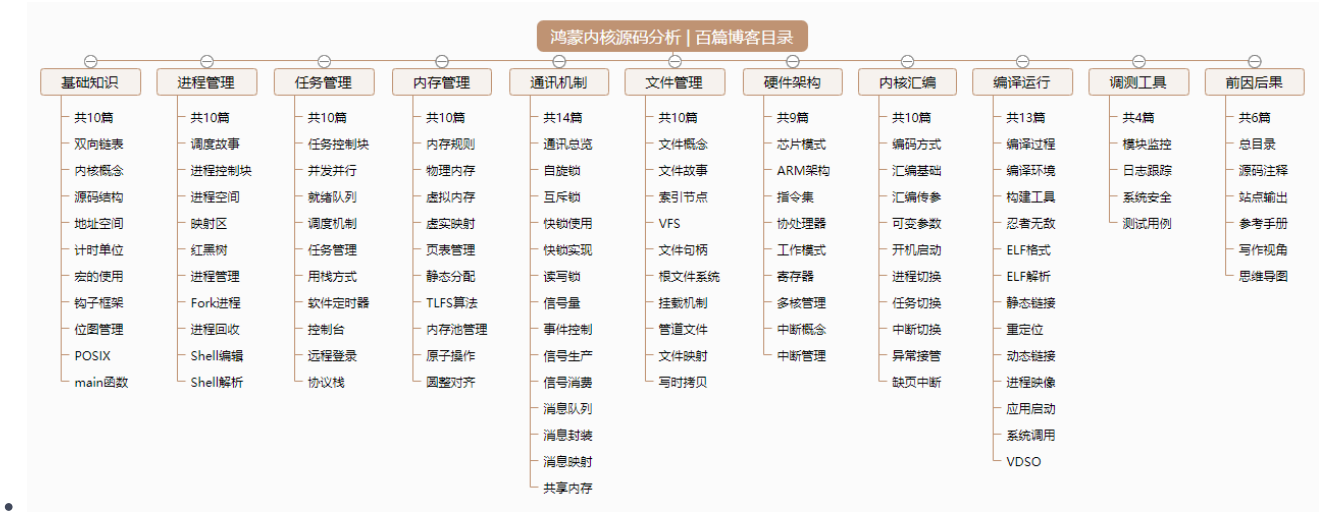 鸿蒙内核源码分析 | 百篇博客目录
基础知识
共10篇
双向链表
内核概念
源码结构
地址空间
计时单位
宏的使用
钩子框架
位图管理
POSIX
main函数
进程管理
共10篇
调度故事
进程控制块
进程空间
映射区
红黑树
进程管理
Fork进程
进程回收
Shell编辑
Shell解析
任务管理
共10篇
任务控制块
并发并行
就绪队列
调度机制
任务管理
用栈方式
软件定时器
控制台
远程登录
协议栈
内存管理
共10篇
内存规则
物理内存
虚拟内存
虚实映射
页表管理
静态分配
TLFS算法
内存池管理
原子操作
圆整对齐
通讯机制
共14篇
通讯总览
自旋锁
互斥锁
快锁使用
快锁实现
读写锁
信号量
事件控制
信号生产
信号消费
消息队列
消息封装
消息映射
共享内存
文件管理
共10篇
文件概念
文件故事
索引节点
VFS
文件句柄
根文件系统
挂载机制
管道文件
文件映射
写时拷贝
硬件架构
共9篇
芯片模式
ARM架构
指令集
协处理器
工作模式
寄存器
多核管理
中断概念
中断管理
内核汇编
共10篇
编码方式
汇编基础
汇编传参
可变参数
开机启动
进程切换
任务切换
中断切换
异常接管
缺页中断
编译运行
共13篇
编译过程
编译环境
构建工具
忍者无敌
ELF格式
ELF解析
静态链接
重定位
动态链接
进程映像
应用启动
系统调用
VDSO
调测工具
共4篇
模块监控
日志跟踪
系统安全
测试用例
前因后果
共6篇
总目录
源码注释
站点输出
参考手册
写作视角
思维导图